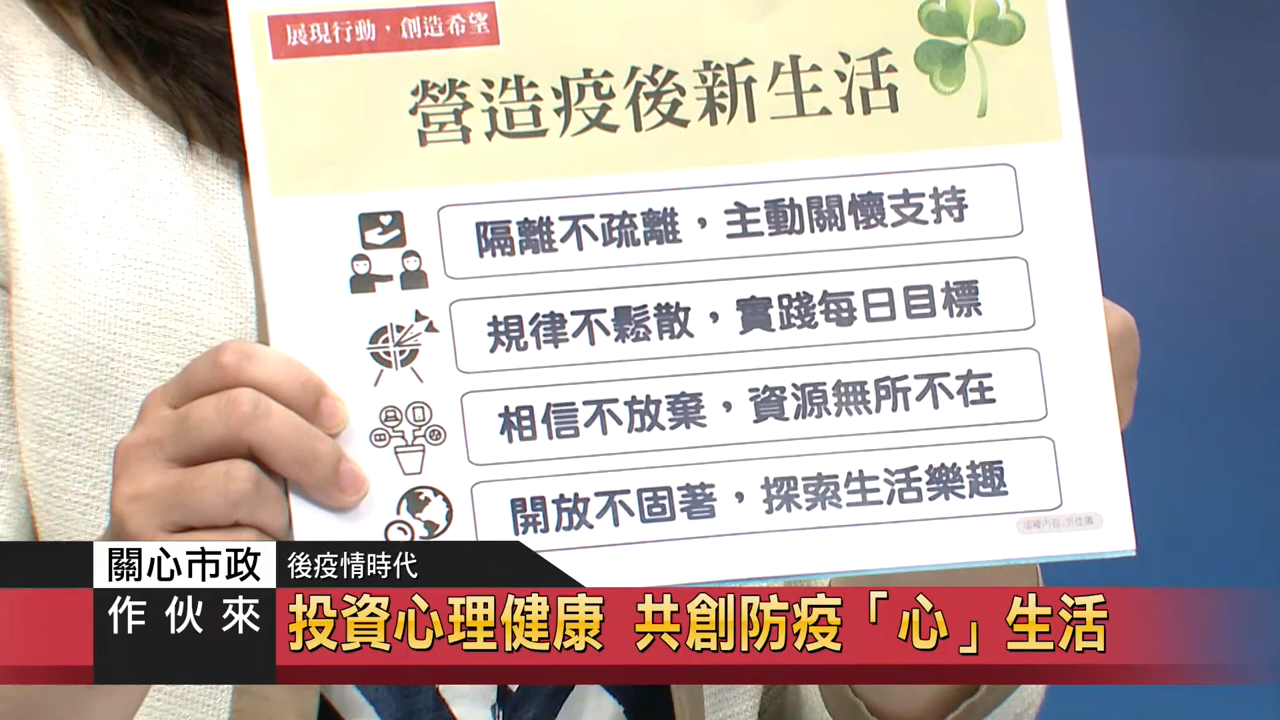 展現行動，創造希望
營造疫後新生活
隔離不疏離，主動關懷支持
規律不鬆散，實踐每日目標
相信不放棄，資源無所不在
開放不固著，探索生活樂趣
關心市政
後疫情時代
作伙來
投資心理健康 共創防疫「心」生活